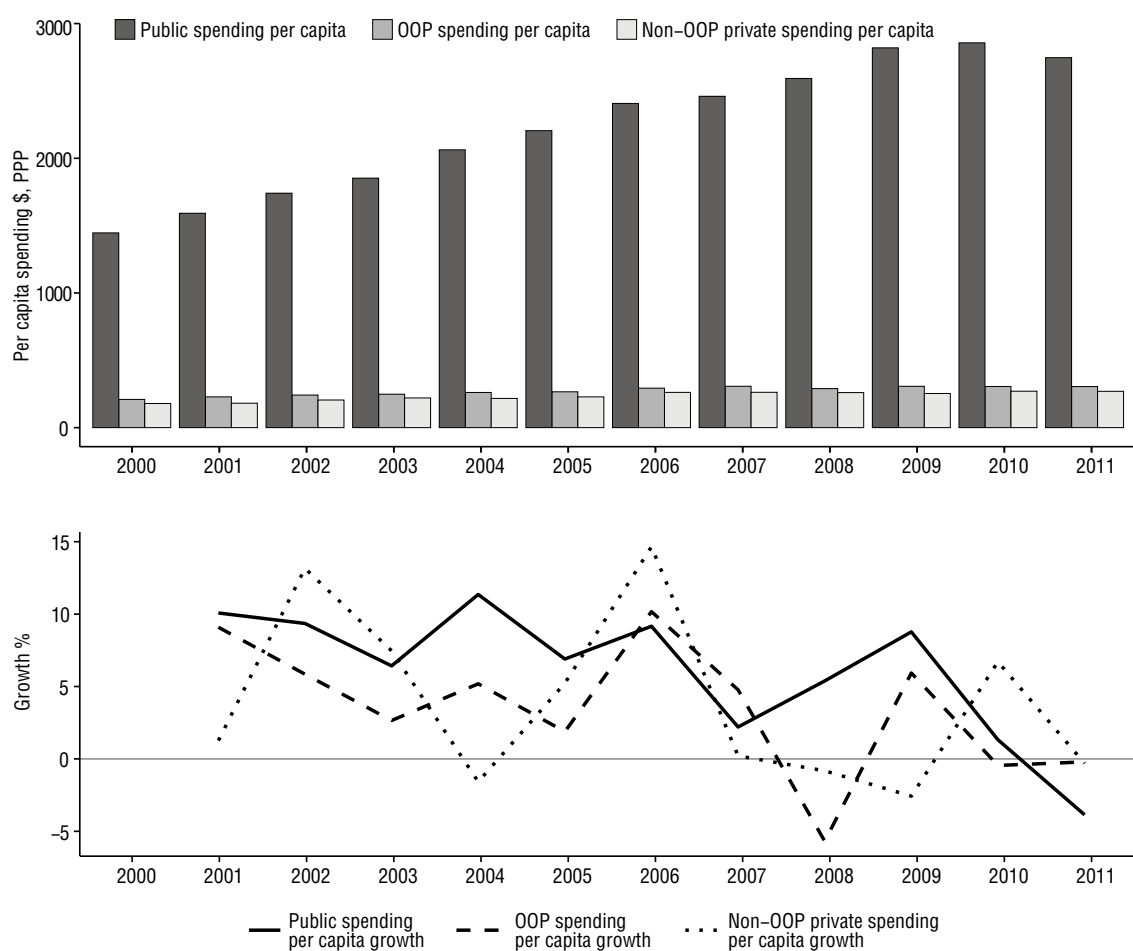 Public spending per capita OOP spending per capita Non–OOP private spending per capita
Per capita spending $, PPP
3000
2000
1000
0
2000 2001 2002 2003 2004 2005 2006 2007 2008 2009 2010 2011
Growth %
15
10
5
0
–5
2000 2001 2002 2003 2004 2005 2006 2007 2008 2009 2010 2011
Public spending
per capita growth
OOP spending
per capita growth
Non–OOP private spending
per capita growth